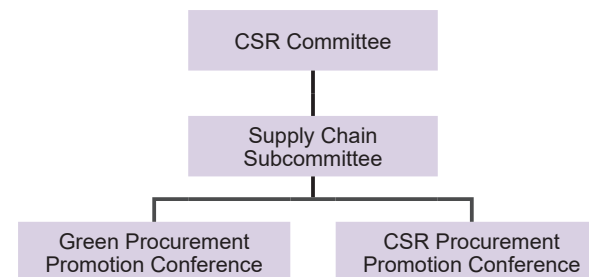 CSR Committee
Supply Chain
Subcommittee
Green Procurement
Promotion Conference
CSR Procurement
Promotion Conference